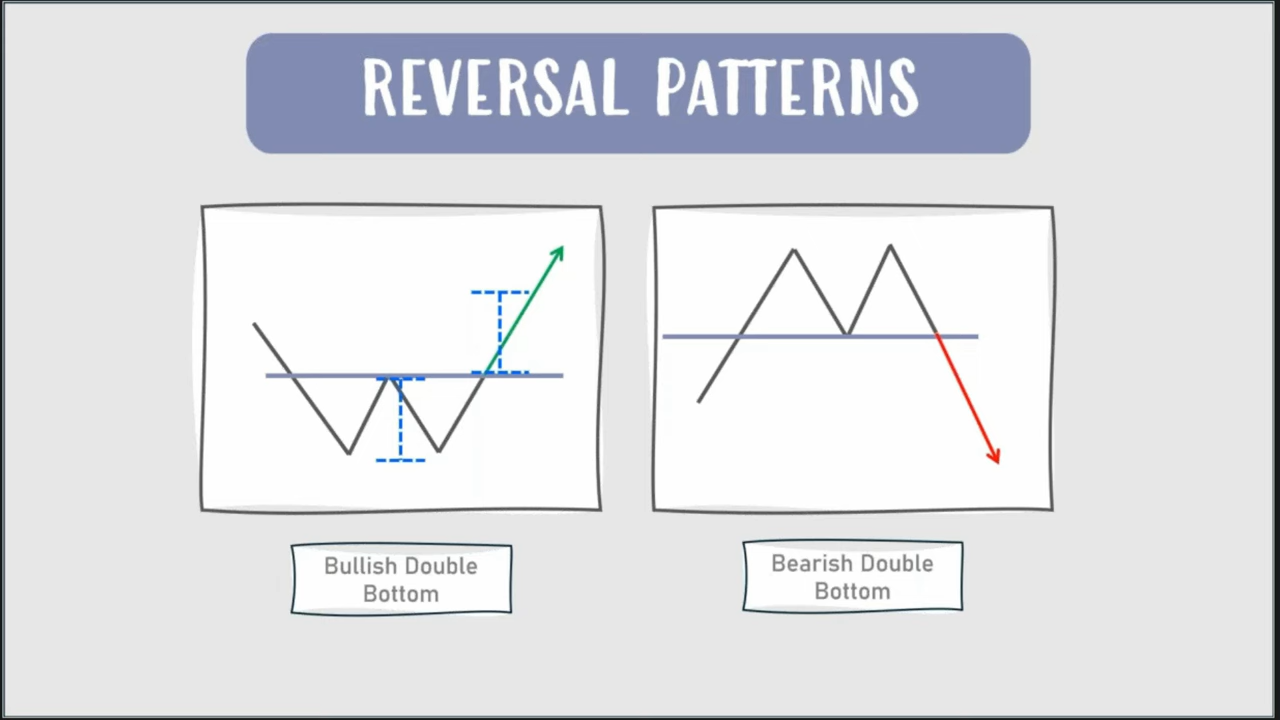 REVERSAL PATTERNS
Bullish Double
Bottom
Bearish Double
Bottom